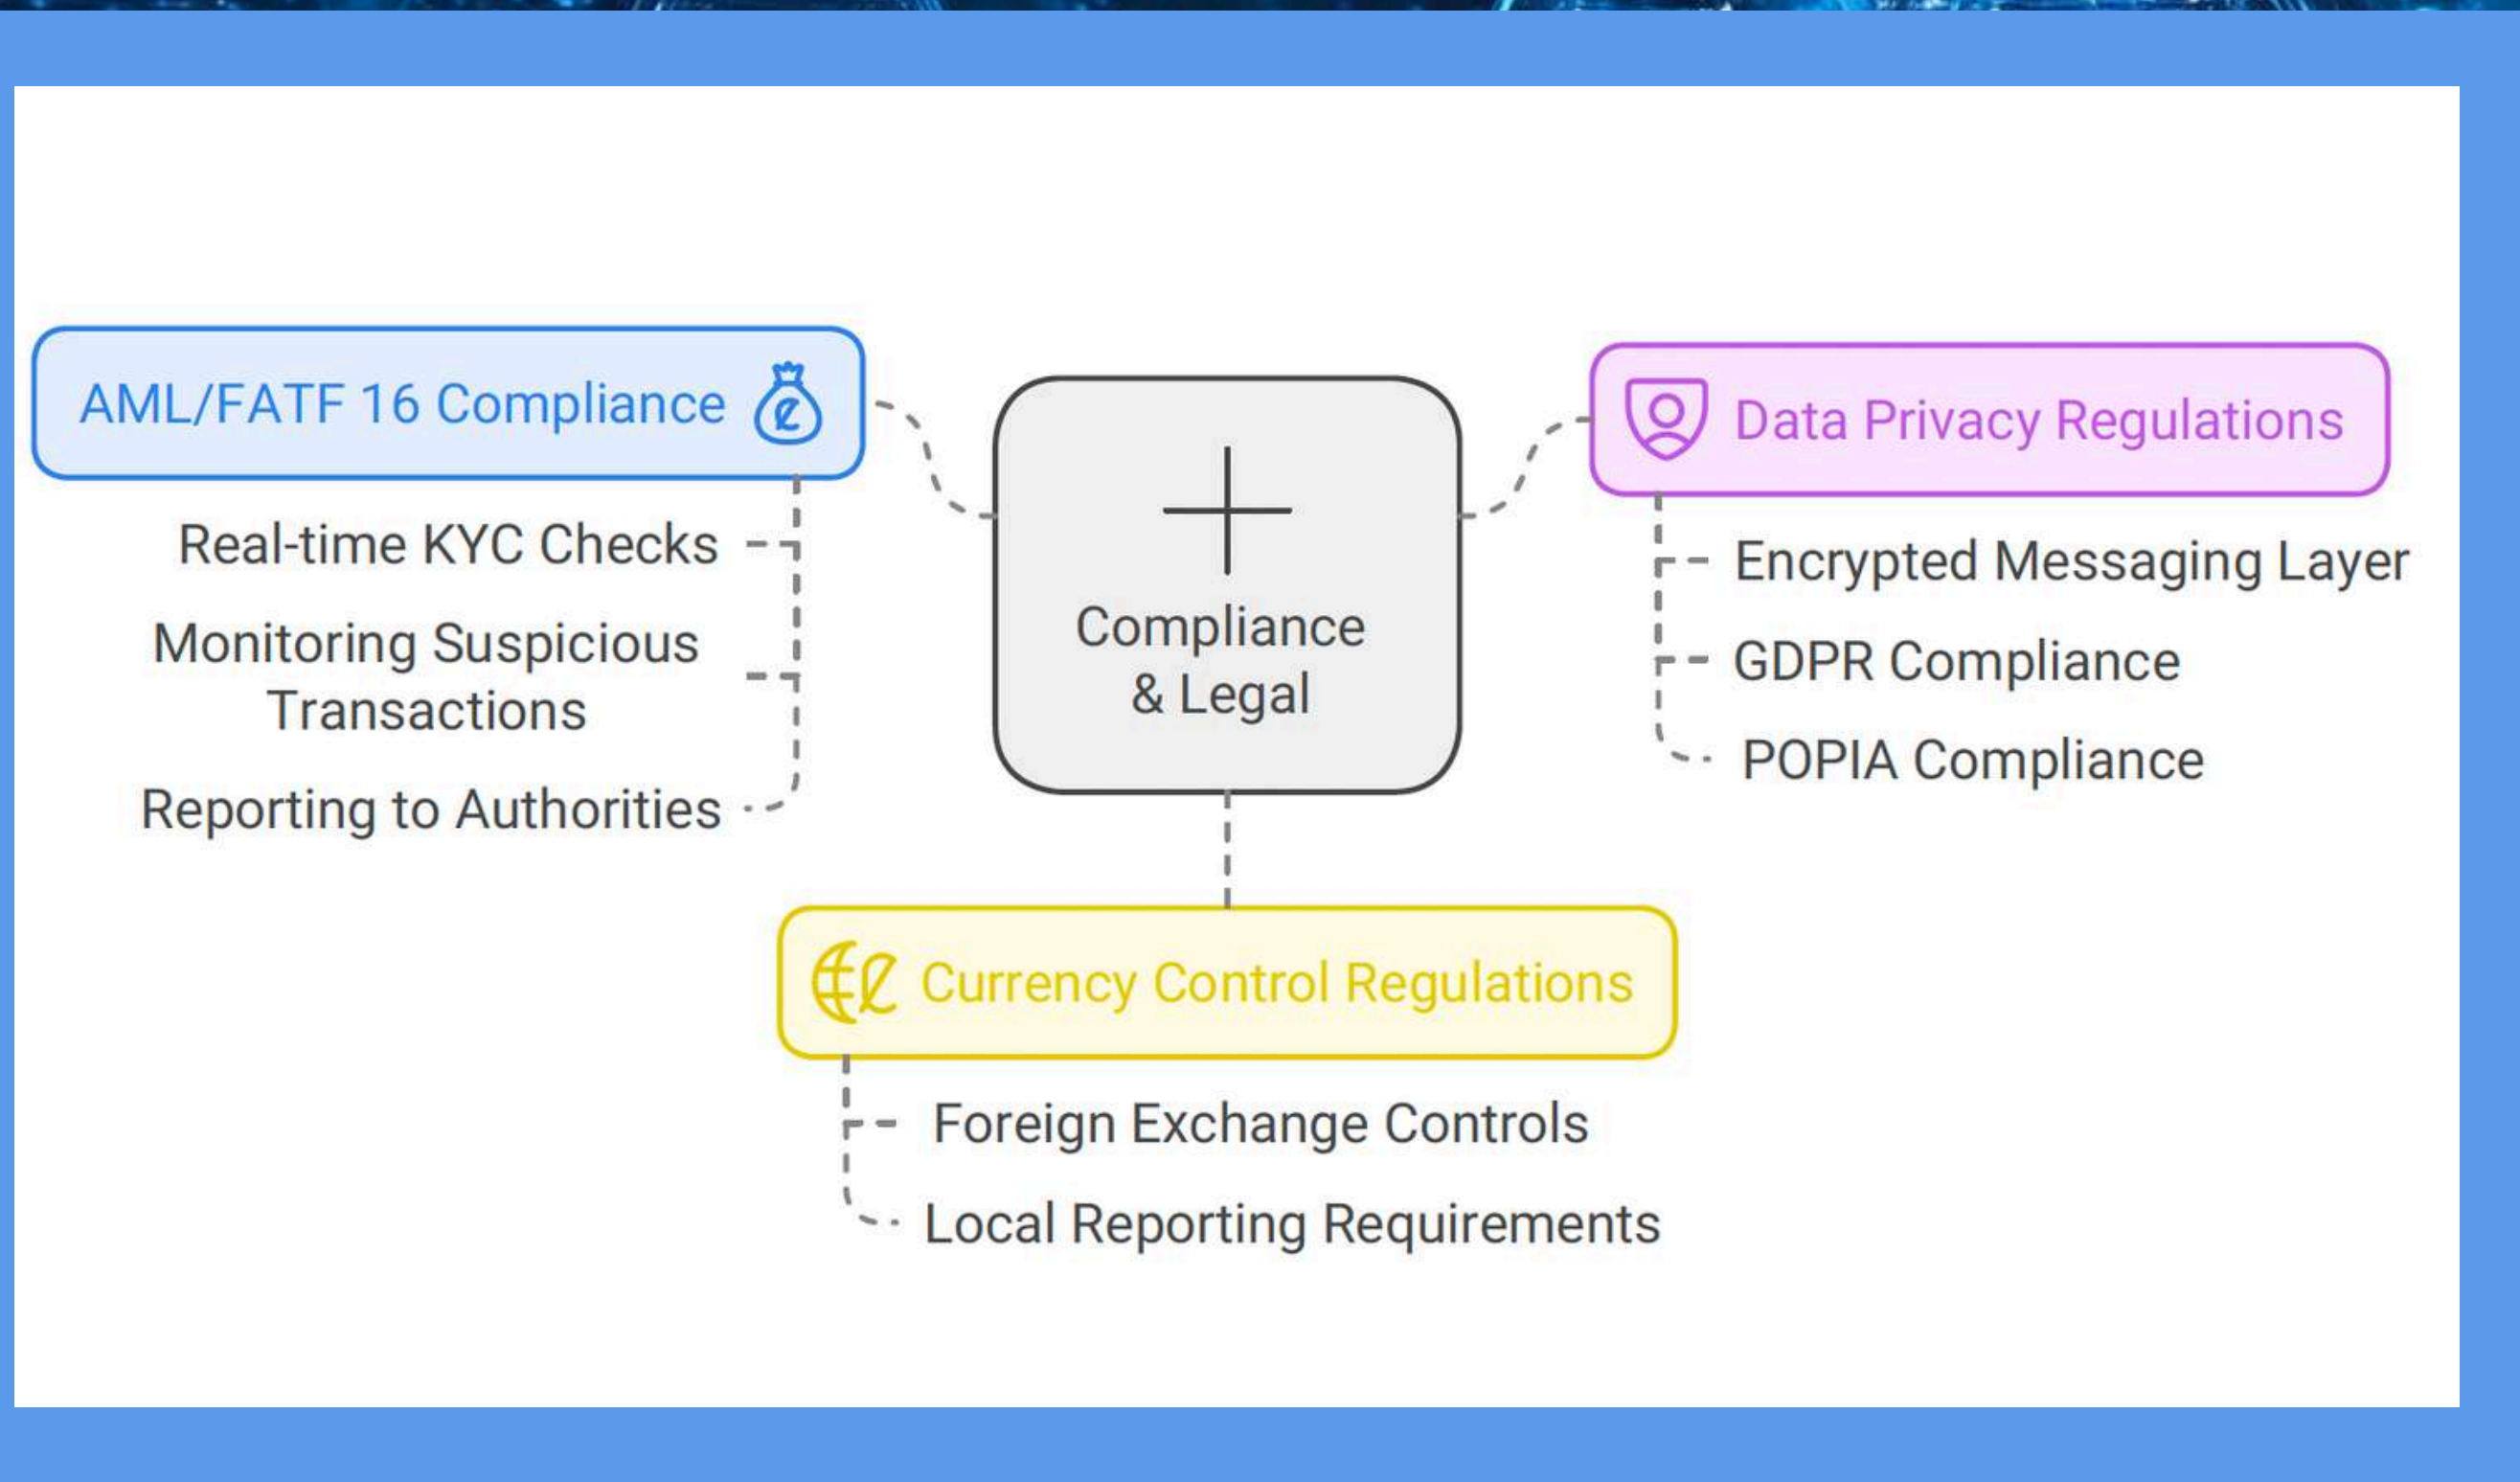 AML/FATF 16 Compliance
Real-time KYC Checks
Monitoring Suspicious
Transactions
Reporting to Authorities
Compliance
& Legal
Data Privacy Regulations
Encrypted Messaging Layer
GDPR Compliance
POPIA Compliance
Currency Control Regulations
Foreign Exchange Controls
Local Reporting Requirements